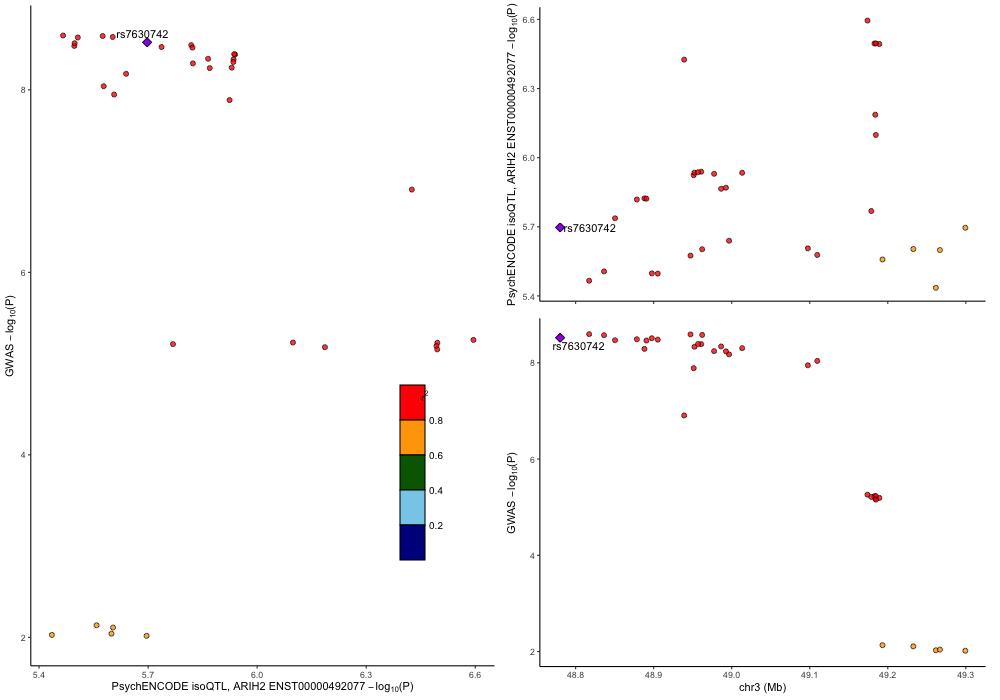 GWAS −log10(P)
8
6
4
2
rs7630742
r2
0.8
0.6
0.4
0.2
5.4 5.7 6.0 6.3 6.6
PsychENCODE isoQTL, ARIH2 ENST00000492077 −log10(P)
PsychENCODE isoQTL, ARIH2 ENST00000492077 −log10(P)
6.6
6.3
6.0
5.7
5.4
rs7630742
GWAS −log10(P)
8
6
4
2
rs7630742
48.8 48.9 49.0 49.1 49.2 49.3
chr3 (Mb)